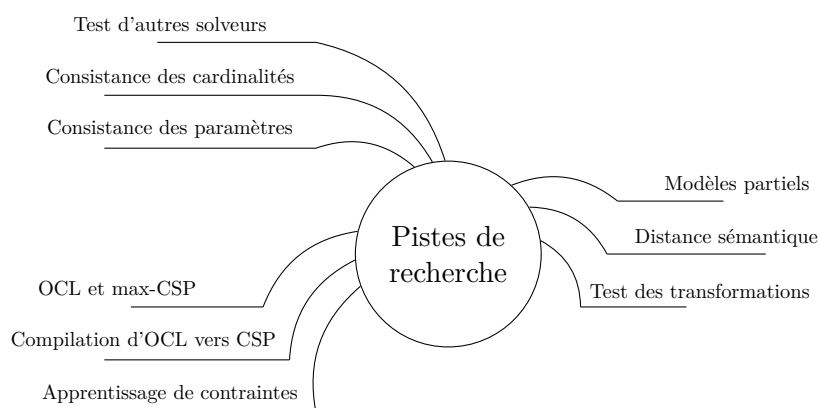 Test d'autres solveurs
Consistance des cardinalités
Consistance des paramètres
OCL et max-CSP
Compilation d'OCL vers CSP
Apprentissage de contraintes
Pistes de
recherche
Modèles partiels
Distance sémantique
Test des transformations